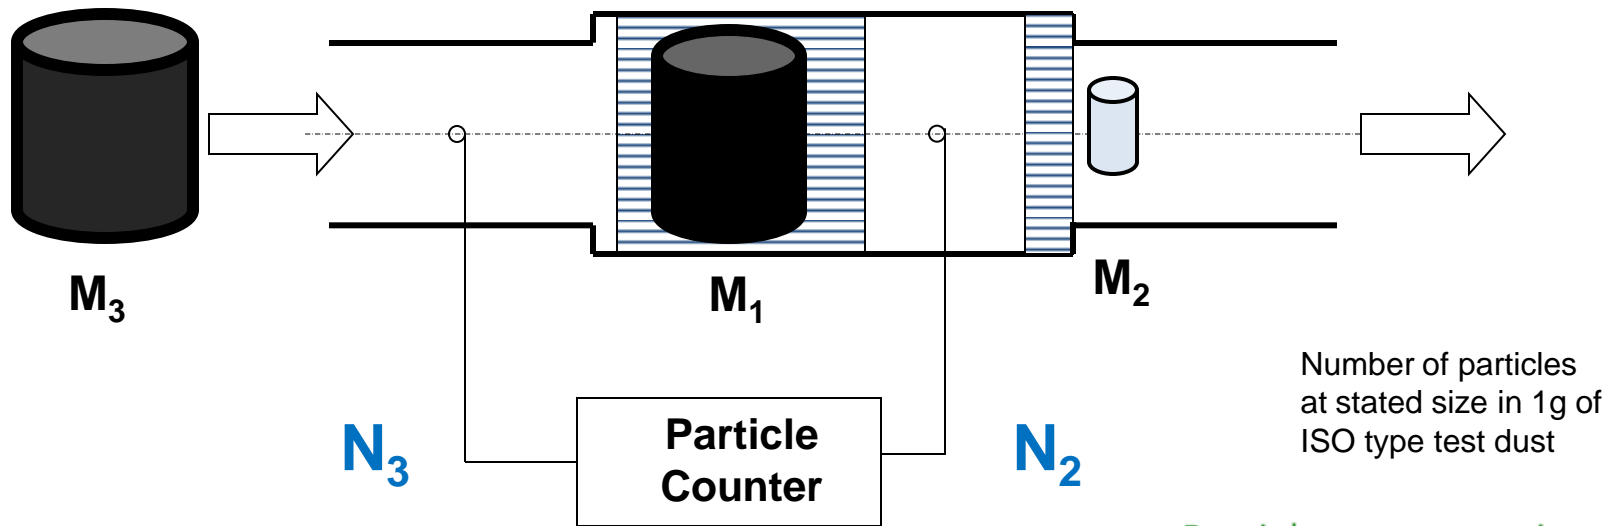 M3
M1
M2
Number of particles
at stated size in 1g of
ISO type test dust
N3
Particle
Counter
N2